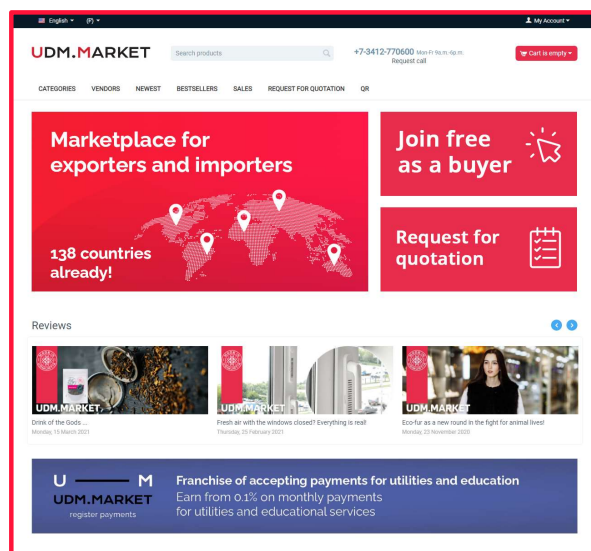 English (₽) My Account
UDM.MARKET Search products +7-3412-770600 Mon-Fr 9a.m.-6p.m. Cart is empty
Request call
CATEGORIES VENDORS NEWEST BESTSELLERS SALES REQUEST FOR QUOTATION QR
Marketplace for
exporters and importers
138 countries
already!
Join free
as a buyer
Request for
quotation
Reviews
UDM.MARKET
Drink of the Gods ...
Monday, 15 March 2021
UDM.MARKET
Fresh air with the windows closed? Everything is real!
Thursday, 25 February 2021
UDM.MARKET
Eco-fur as a new round in the fight for animal lives!
Monday, 23 November 2020
U M
UDM.MARKET
register payments
Franchise of accepting payments for utilities and education
Earn from 0.1% on monthly payments
for utilities and educational services